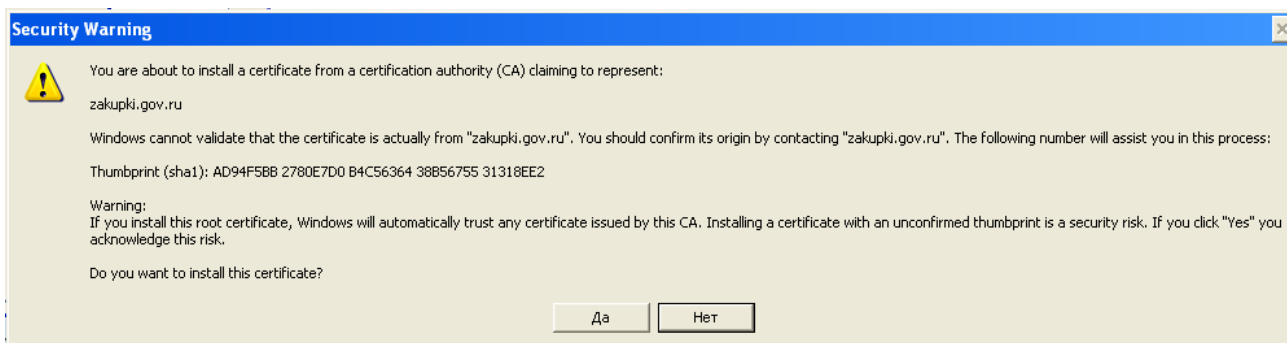 Security Warning
You are about to install a certificate from a certification authority (CA) claiming to represent:
zakupki.gov.ru
Windows cannot validate that the certificate is actually from "zakupki.gov.ru". You should confirm its origin by contacting "zakupki.gov.ru". The following number will assist you in this process:
Thumbprint (sha1): AD94F5BB 2780E7D0 B4C56364 38B56755 31318EE2
Warning:
If you install this root certificate, Windows will automatically trust any certificate issued by this CA. Installing a certificate with an unconfirmed thumbprint is a security risk. If you click "Yes" you
acknowledge this risk.
Do you want to install this certificate?
Да
Нет